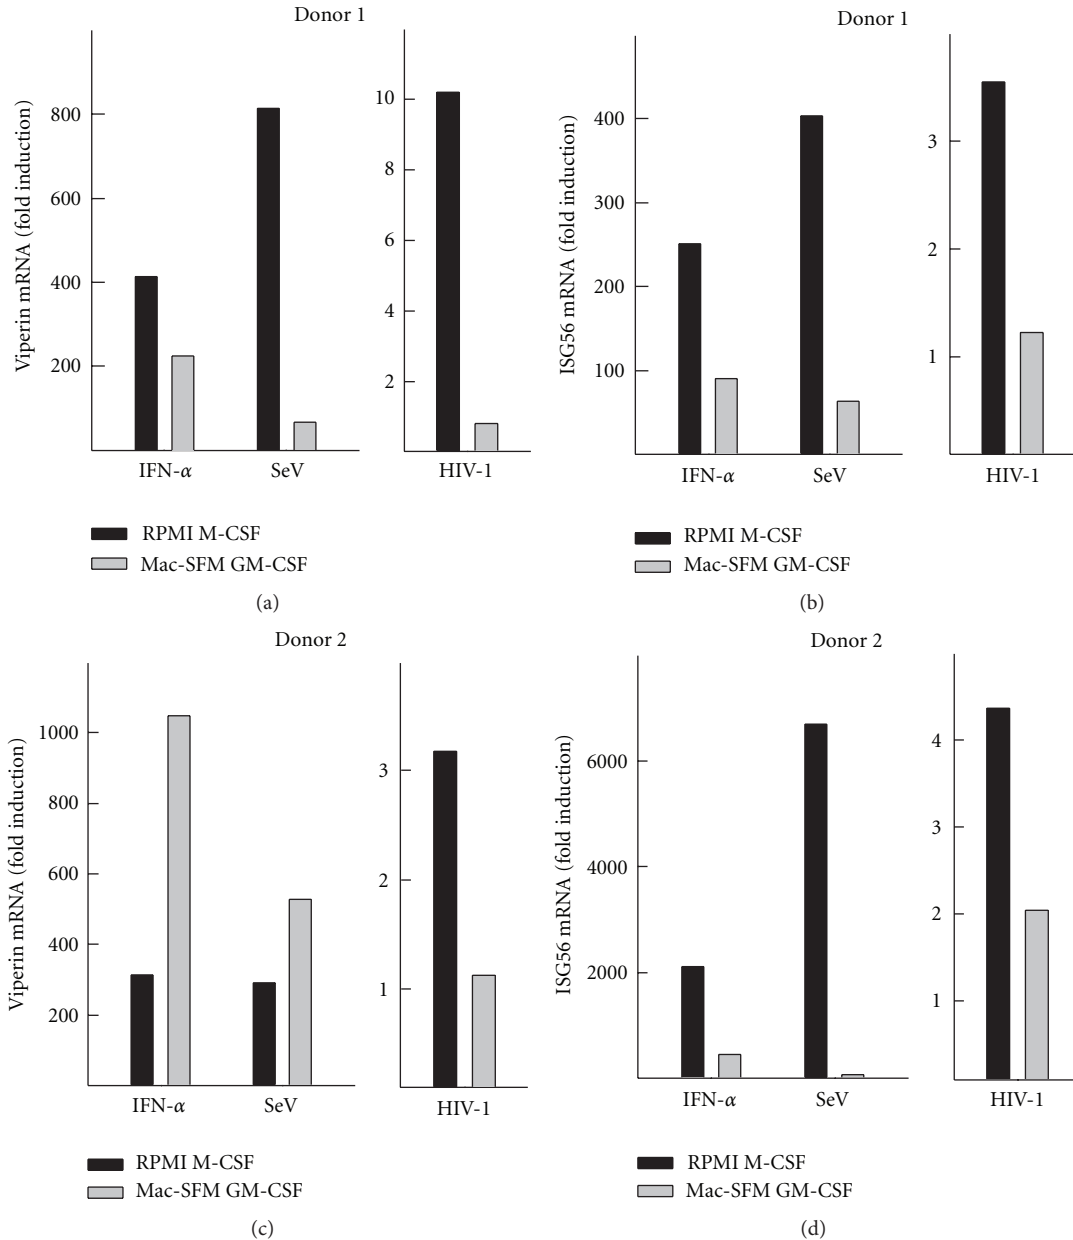 Donor 1
Viperin mRNA (fold induction)
800
600
400
200
10
8
6
4
2
IFN-α
SeV
HIV-1
RPMI M-CSF
Mac-SFM GM-CSF
(a)
Donor 1
ISG56 mRNA (fold induction)
400
300
200
100
3
2
1
IFN-α
SeV
HIV-1
RPMI M-CSF
Mac-SFM GM-CSF
(b)
Donor 2
Viperin mRNA (fold induction)
1000
800
600
400
200
3
2
1
IFN-α
SeV
HIV-1
RPMI M-CSF
Mac-SFM GM-CSF
(c)
Donor 2
ISG56 mRNA (fold induction)
6000
4000
2000
4
3
2
1
IFN-α
SeV
HIV-1
RPMI M-CSF
Mac-SFM GM-CSF
(d)